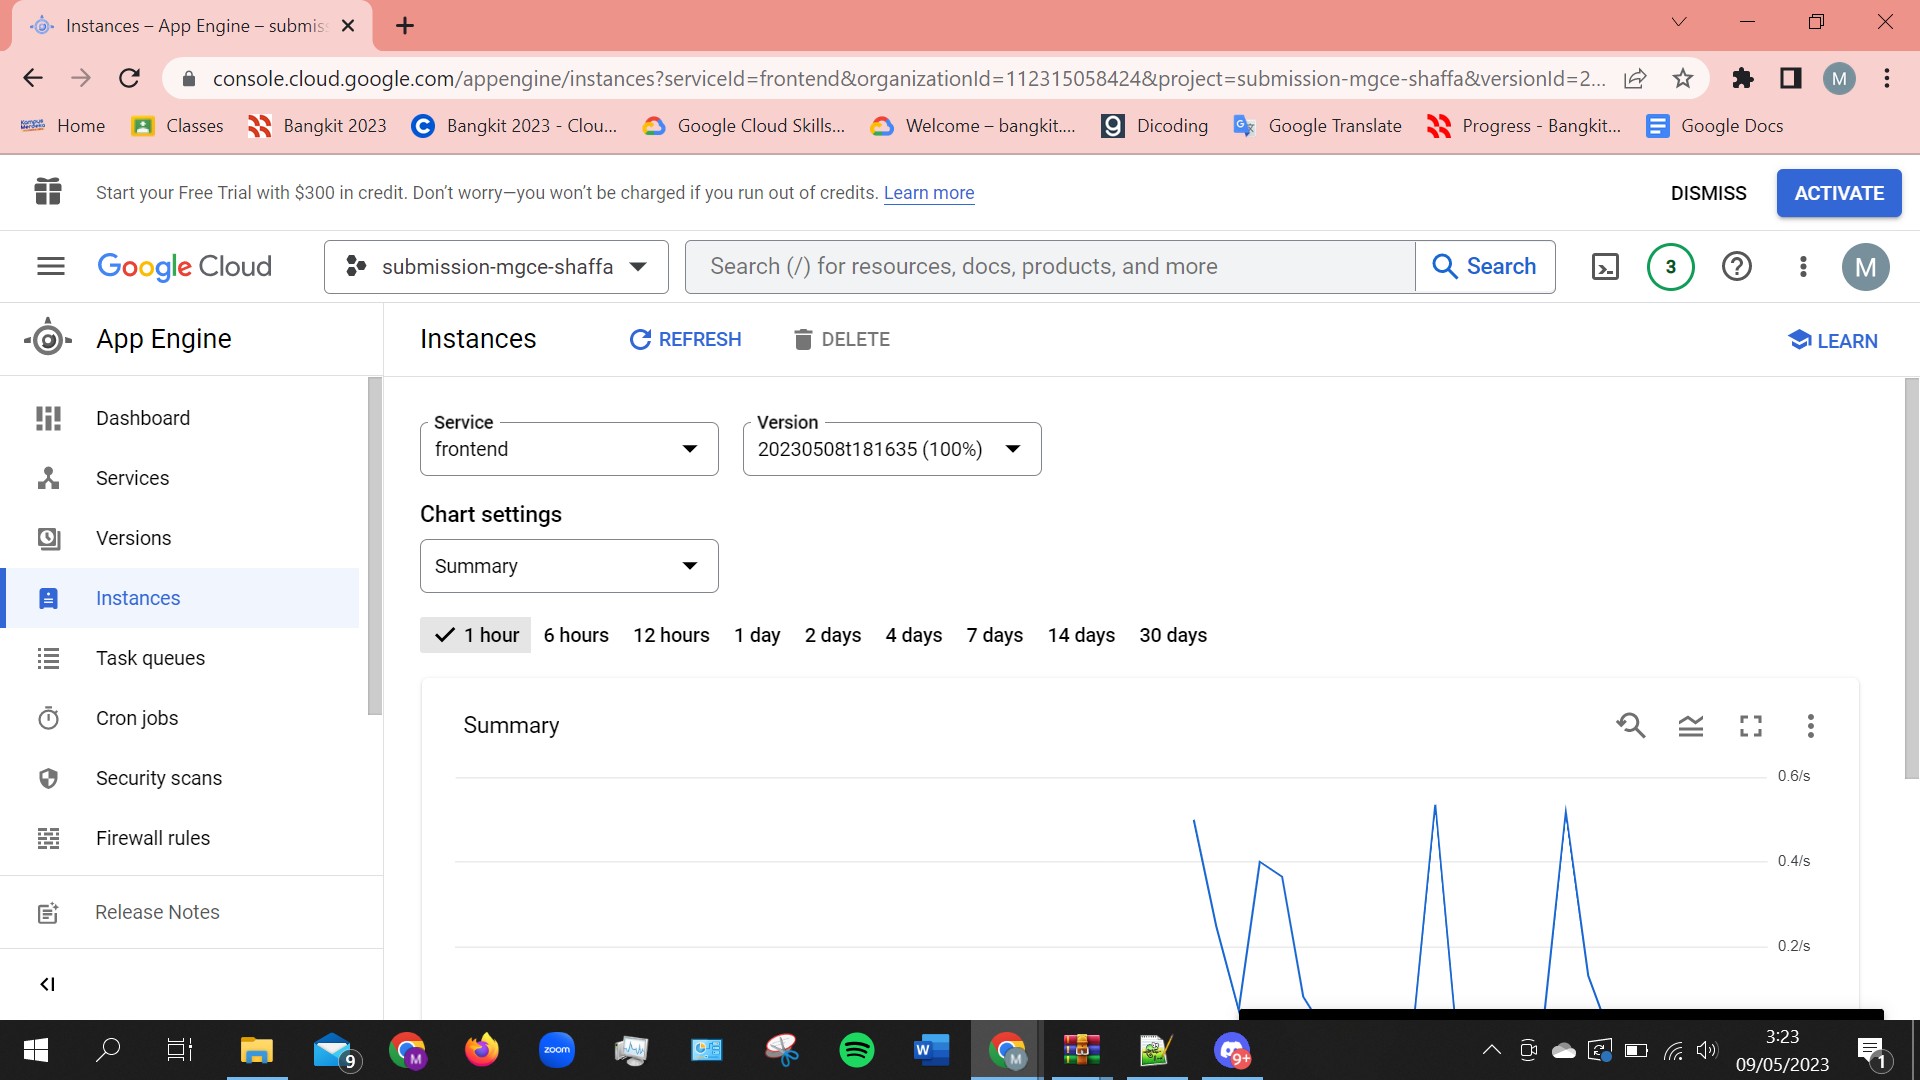 Instances – App Engine – submis
console.cloud.google.com/appengine/instances?serviceId=frontend&organizationId=112315058424&project=submission-mgce-shaffa&versionId=2...
M
Home
Classes
Bangkit 2023
Bangkit 2023 - Clou...
Google Cloud Skills...
Welcome – bangkit....
Dicoding
Google Translate
Progress - Bangkit...
Google Docs
Start your Free Trial with $300 in credit. Don't worry—you won't be charged if you run out of credits. Learn more
DISMISS
ACTIVATE
Google Cloud
submission-mgce-shaffa
Search (/) for resources, docs, products, and more
Search
3
M
App Engine
Instances
REFRESH
DELETE
LEARN
Dashboard
Services
Versions
Instances
Task queues
Cron jobs
Security scans
Firewall rules
Release Notes
Service
frontend
Version
20230508t181635 (100%)
Chart settings
Summary
1 hour
6 hours
12 hours
1 day
2 days
4 days
7 days
14 days
30 days
Summary
0.6/s
0.4/s
0.2/s
9
M
zoom
W
M
9+
3:23
09/05/2023
1